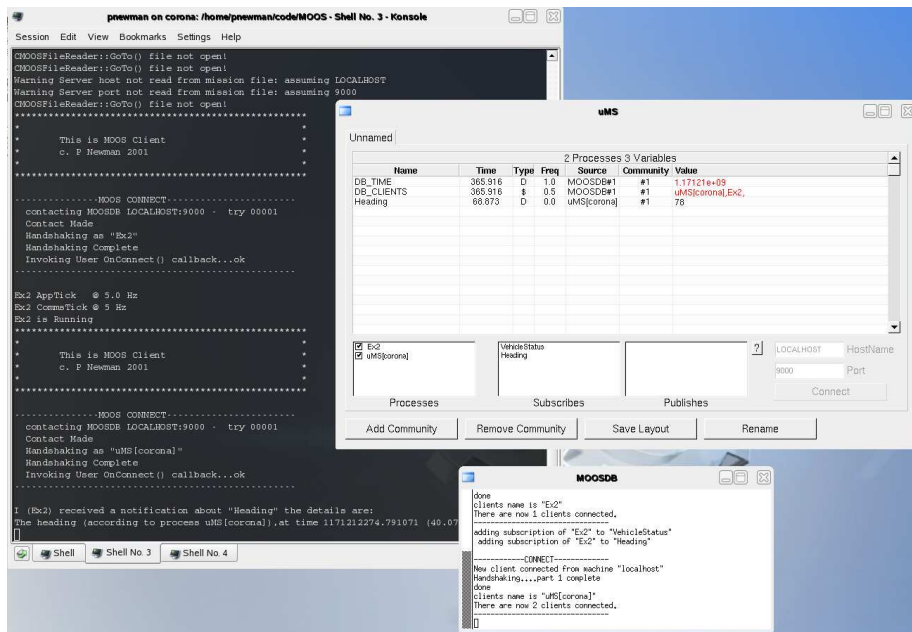 pnewman on corona: /home/pnewman/code/MOOS - Shell No. 3 - Konsole
Session Edit View Bookmarks Settings Help
CMOOSFileReader::GoTo() file not open!
CMOOSFileReader::GoTo() file not open!
Warning Server host not read from mission file: assuming LOCALHOST
Warning Server port not read from mission file: assuming 9000
CMOOSFileReader::GoTo() file not open!
****************************************************
* *
* This is MOOS Client *
* c. P Newman 2001 *
* *
****************************************************
---------------MOOS CONNECT-----------------------
contacting MOOSDB LOCALHOST:9000 - try 00001
Contact Made
Handshaking as "Ex2"
Handshaking Complete
Invoking User OnConnect() callback...ok
--------------------------------------------------
Ex2 AppTick @ 5.0 Hz
Ex2 CommsTick @ 5 Hz
Ex2 is Running
****************************************************
* *
* This is MOOS Client *
* c. P Newman 2001 *
* *
****************************************************
---------------MOOS CONNECT-----------------------
contacting MOOSDB LOCALHOST:9000 - try 00001
Contact Made
Handshaking as "uMS[corona]"
Handshaking Complete
Invoking User OnConnect() callback...ok
--------------------------------------------------
I (Ex2) received a notification about "Heading" the details are:
The heading (according to process uMS[corona]),at time 1171212274.791071 (40.07
Shell Shell No. 3 Shell No. 4
uMS
Unnamed
2 Processes 3 Variables
Name Time Type Freq Source Community Value
DB_TIME 365.916 D 1.0 MOOSDB#1 #1 1.17121e+09
DB_CLIENTS 365.916 $ 0.5 MOOSDB#1 #1 uMS[corona],Ex2,
Heading 68.873 D 0.0 uMS[corona] #1 78
Ex2
uMS[corona]
Processes
VehicleStatus
Heading
Subscribes
Publishes
?
LOCALHOST HostName
9000 Port
Connect
Add Community Remove Community Save Layout Rename
MOOSDB
done
clients name is "Ex2"
There are now 1 clients connected.
--------------------------------
adding subscription of "Ex2" to "VehicleStatus"
adding subscription of "Ex2" to "Heading"
------------CONNECT-------------
New client connected from machine "localhost"
Handshaking....part 1 complete
done
clients name is "uMS[corona]"
There are now 2 clients connected.
--------------------------------